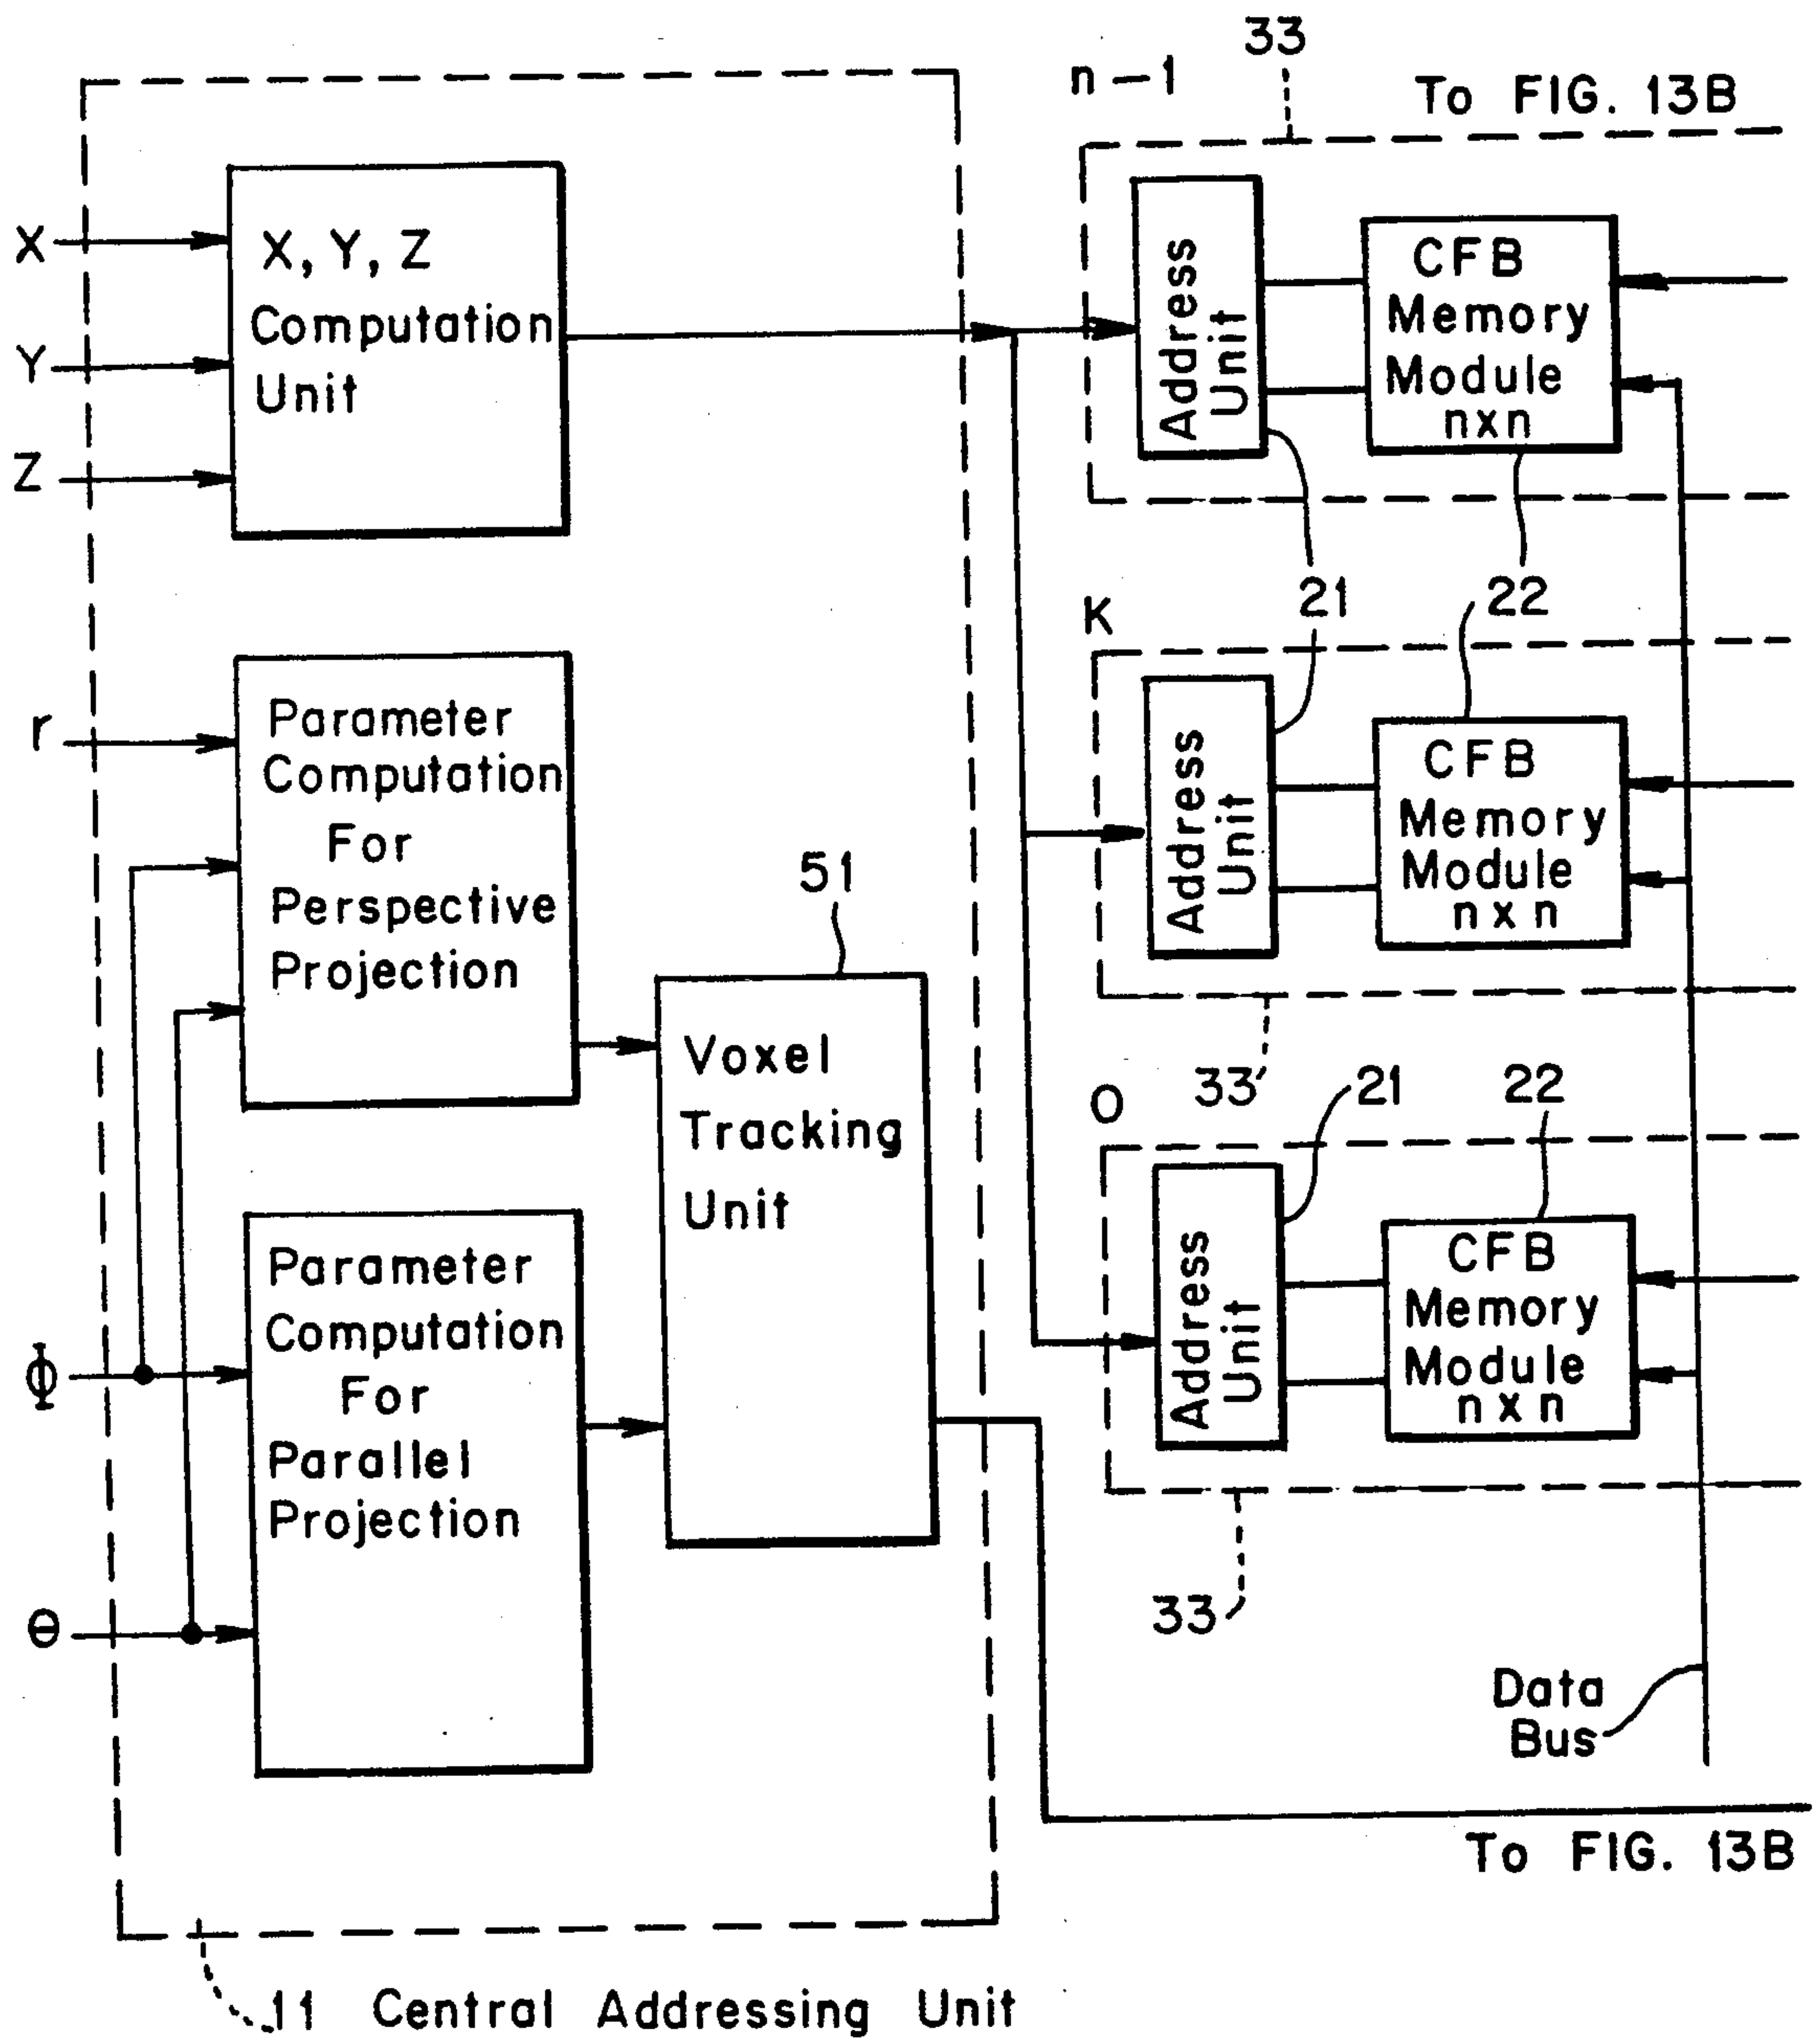 33
n-1
To FIG. 13B
X
Y
Z
X, Y, Z
Computation
Unit
Address
Unit
CFB
Memory
Module
nxn
21
22
r
Parameter
Computation
For
Perspective
Projection
51
Voxel
Tracking
Unit
K
Address
Unit
CFB
Memory
Module
nxn
33'
Φ
θ
Parameter
Computation
For
Parallel
Projection
0
21
22
Address
Unit
CFB
Memory
Module
nxn
33
Data
Bus
To FIG. 13B
11 Central Addressing Unit